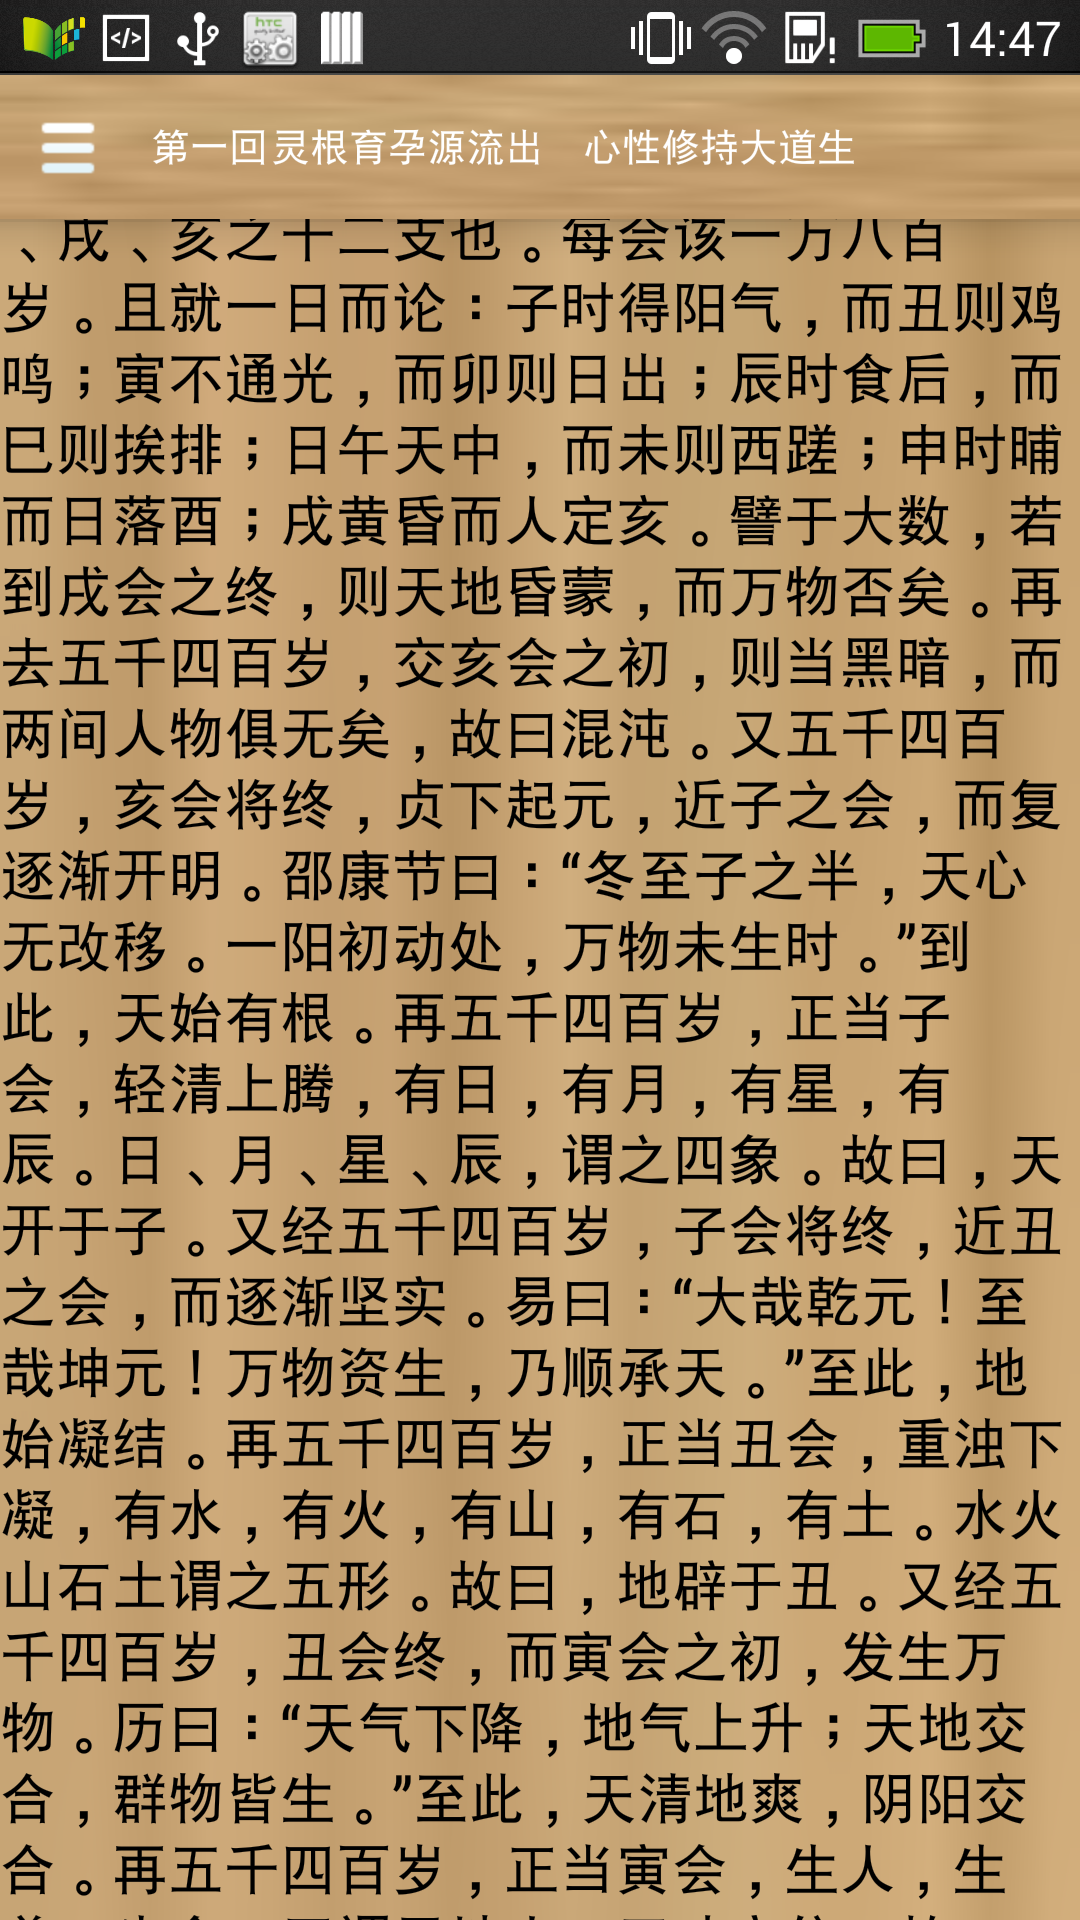 </> htc 14:47
第一回灵根育孕源流出 心性修持大道生
、戌、亥之十二支也。每会该一万八百
岁。且就一日而论：子时得阳气，而丑则鸡
鸣；寅不通光，而卯则日出；辰时食后，而
巳则挨排；日午天中，而未则西蹉；申时晡
而日落酉；戌黄昏而人定亥。譬于大数，若
到戌会之终，则天地昏蒙，而万物否矣。再
去五千四百岁，交亥会之初，则当黑暗，而
两间人物俱无矣，故曰混沌。又五千四百
岁，亥会将终，贞下起元，近子之会，而复
逐渐开明。邵康节曰：“冬至子之半，天心
无改移。一阳初动处，万物未生时。”到
此，天始有根。再五千四百岁，正当子
会，轻清上腾，有日，有月，有星，有
辰。日、月、星、辰，谓之四象。故曰，天
开于子。又经五千四百岁，子会将终，近丑
之会，而逐渐坚实。易曰：“大哉乾元！至
哉坤元！万物资生，乃顺承天。”至此，地
始凝结。再五千四百岁，正当丑会，重浊下
凝，有水，有火，有山，有石，有土。水火
山石土谓之五形。故曰，地辟于丑。又经五
千四百岁，丑会终，而寅会之初，发生万
物。历曰：“天气下降，地气上升；天地交
合，群物皆生。”至此，天清地爽，阴阳交
合。再五千四百岁，正当寅会，生人，生